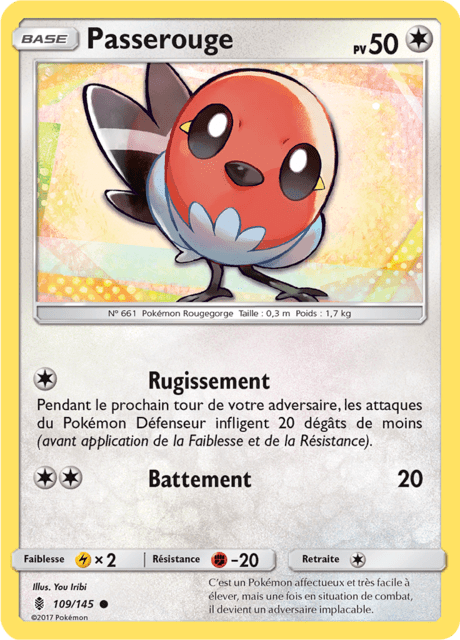 BASE Passerouge PV 50
N° 661 Pokémon Rougegorge Taille : 0,3 m Poids : 1,7 kg
Rugissement
Pendant le prochain tour de votre adversaire, les attaques
du Pokémon Défenseur infligent 20 dégâts de moins
(avant application de la Faiblesse et de la Résistance).
Battement 20
Faiblesse × 2 Résistance -20 Retraite
Illus. You Iribi
109/145
©2017 Pokémon
C'est un Pokémon affectueux et très facile à
élever, mais une fois en situation de combat,
il devient un adversaire implacable.